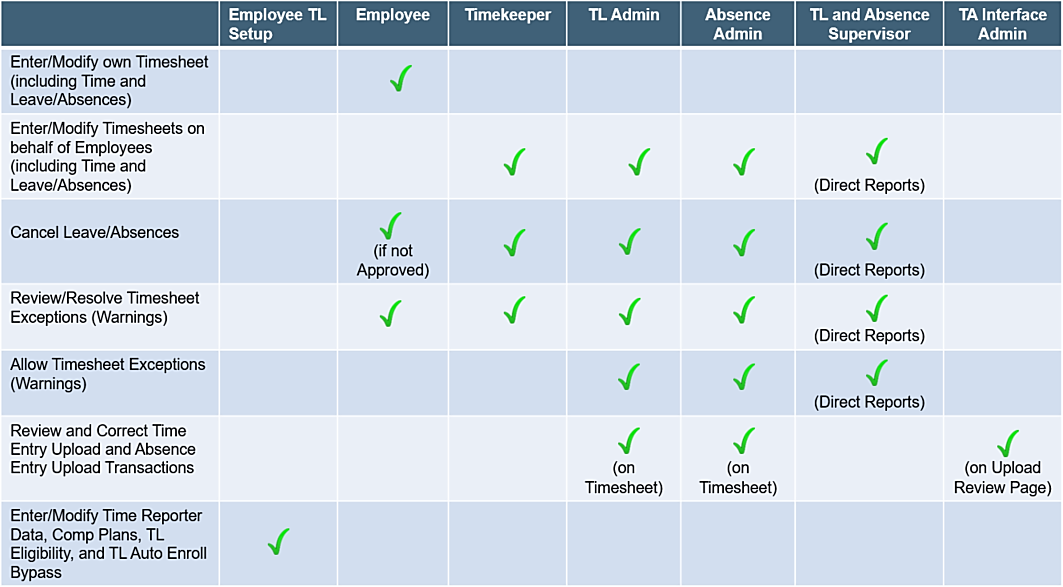 Employee TL
Setup
Employee
Timekeeper
TL Admin
Absence
Admin
TL and Absence
Supervisor
TA Interface
Admin
Enter/Modify own Timesheet
(including Time and
Leave/Absences)
Enter/Modify Timesheets on
behalf of Employees
(including Time and
Leave/Absences)
(Direct Reports)
Cancel Leave/Absences
(if not
Approved)
(Direct Reports)
Review/Resolve Timesheet
Exceptions (Warnings)
(Direct Reports)
Allow Timesheet Exceptions
(Warnings)
(Direct Reports)
Review and Correct Time
Entry Upload and Absence
Entry Upload Transactions
(on
Timesheet)
(on
Timesheet)
(on Upload
Review Page)
Enter/Modify Time Reporter
Data, Comp Plans, TL
Eligibility, and TL Auto Enroll
Bypass